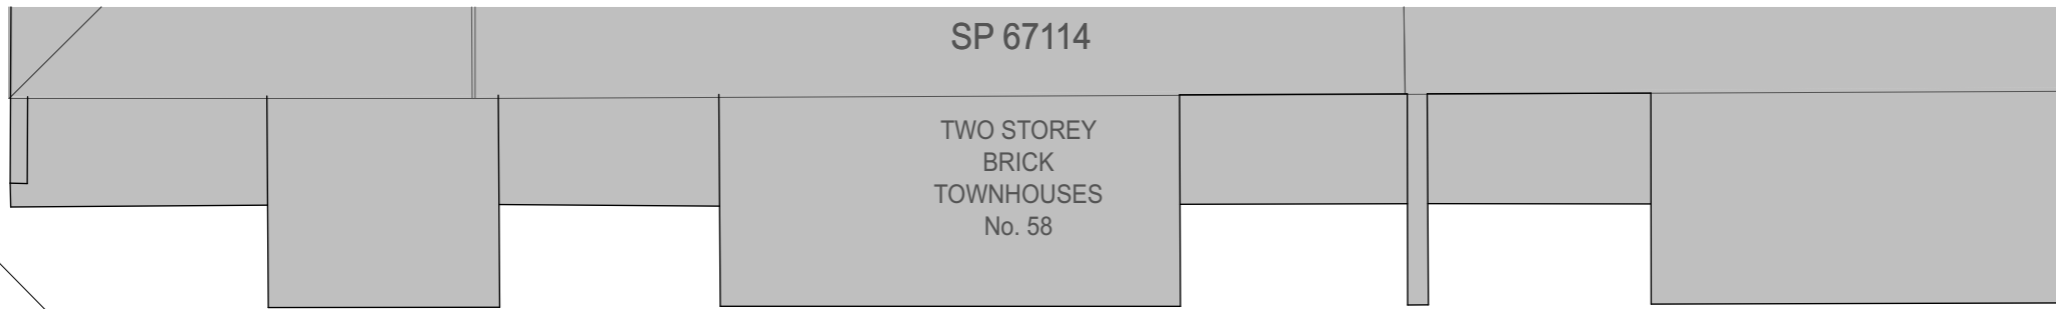 SP 67114
TWO STOREY
BRICK
TOWNHOUSES
No. 58